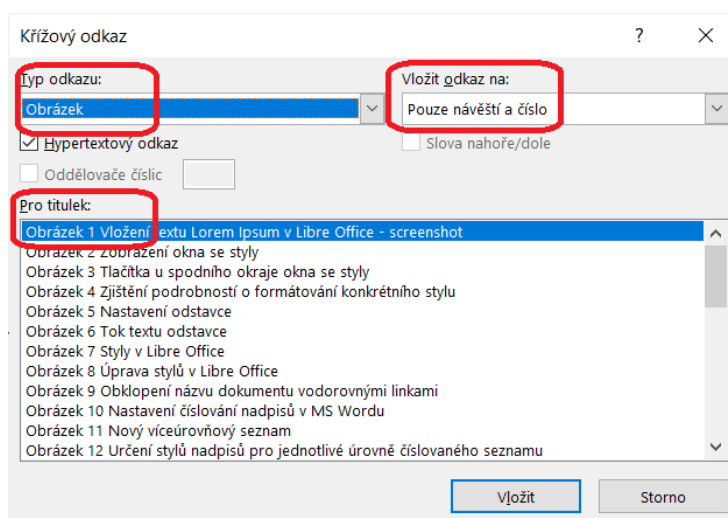 Křížový odkaz ?
Typ odkazu: Vložit odkaz na:
Obrázek Pouze návěští a číslo
Hypertextový odkaz Slova nahoře/dole
Oddělovače číslic
Pro titulek:
Obrázek 1 Vložení textu Lorem Ipsum v Libre Office - screenshot
Obrázek 2 Zobrazení okna se styly
Obrázek 3 Tlačítka u spodního okraje okna se styly
Obrázek 4 Zjištění podrobností o formátování konkrétního stylu
Obrázek 5 Nastavení odstavce
Obrázek 6 Tok textu odstavce
Obrázek 7 Styly v Libre Office
Obrázek 8 Úprava stylů v Libre Office
Obrázek 9 Obklopení názvu dokumentu vodorovnými linkami
Obrázek 10 Nastavení číslování nadpisů v MS Wordu
Obrázek 11 Nový víceúrovňový seznam
Obrázek 12 Určení stylů nadpisů pro jednotlivé úrovně číslovaného seznamu
Vložit Storno